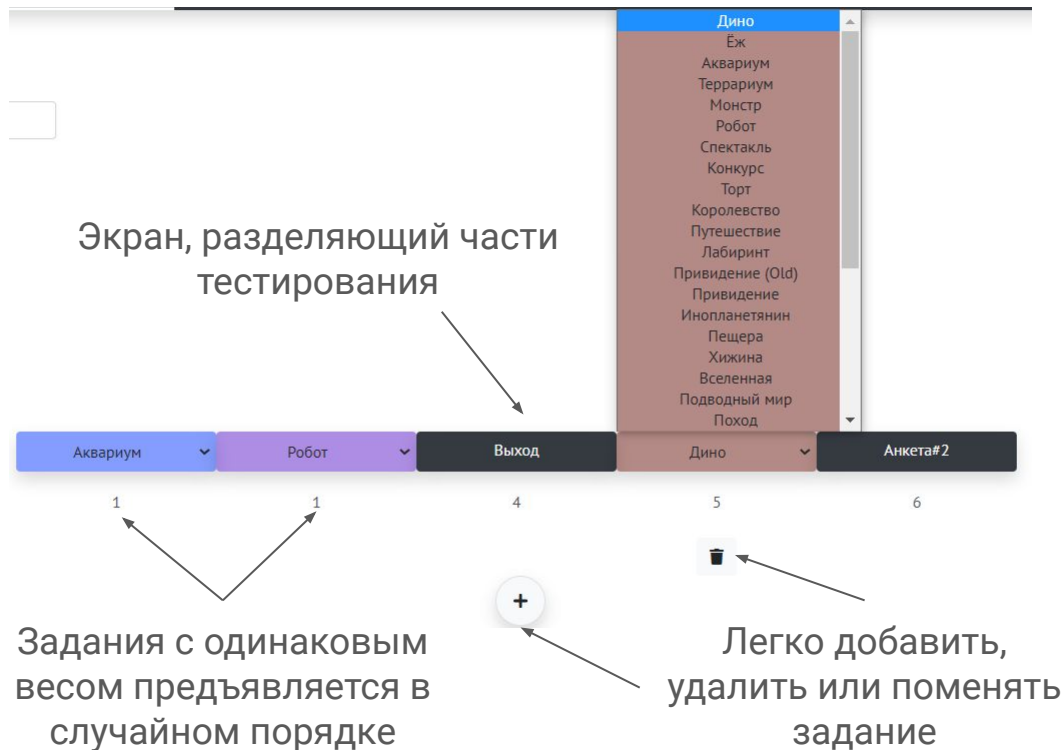 Дино
Ёж
Аквариум
Террариум
Монстр
Робот
Спектакль
Конкурс
Торт
Королевство
Путешествие
Лабиринт
Привидение (Old)
Привидение
Инопланетянин
Пещера
Хижина
Вселенная
Подводный мир
Поход
Экран, разделяющий части
тестирования
Аквариум
Робот
Выход
Дино
Анкета#2
1
1
4
5
6
+
Задания с одинаковым
весом предъявляется в
случайном порядке
Легко добавить,
удалить или поменять
задание